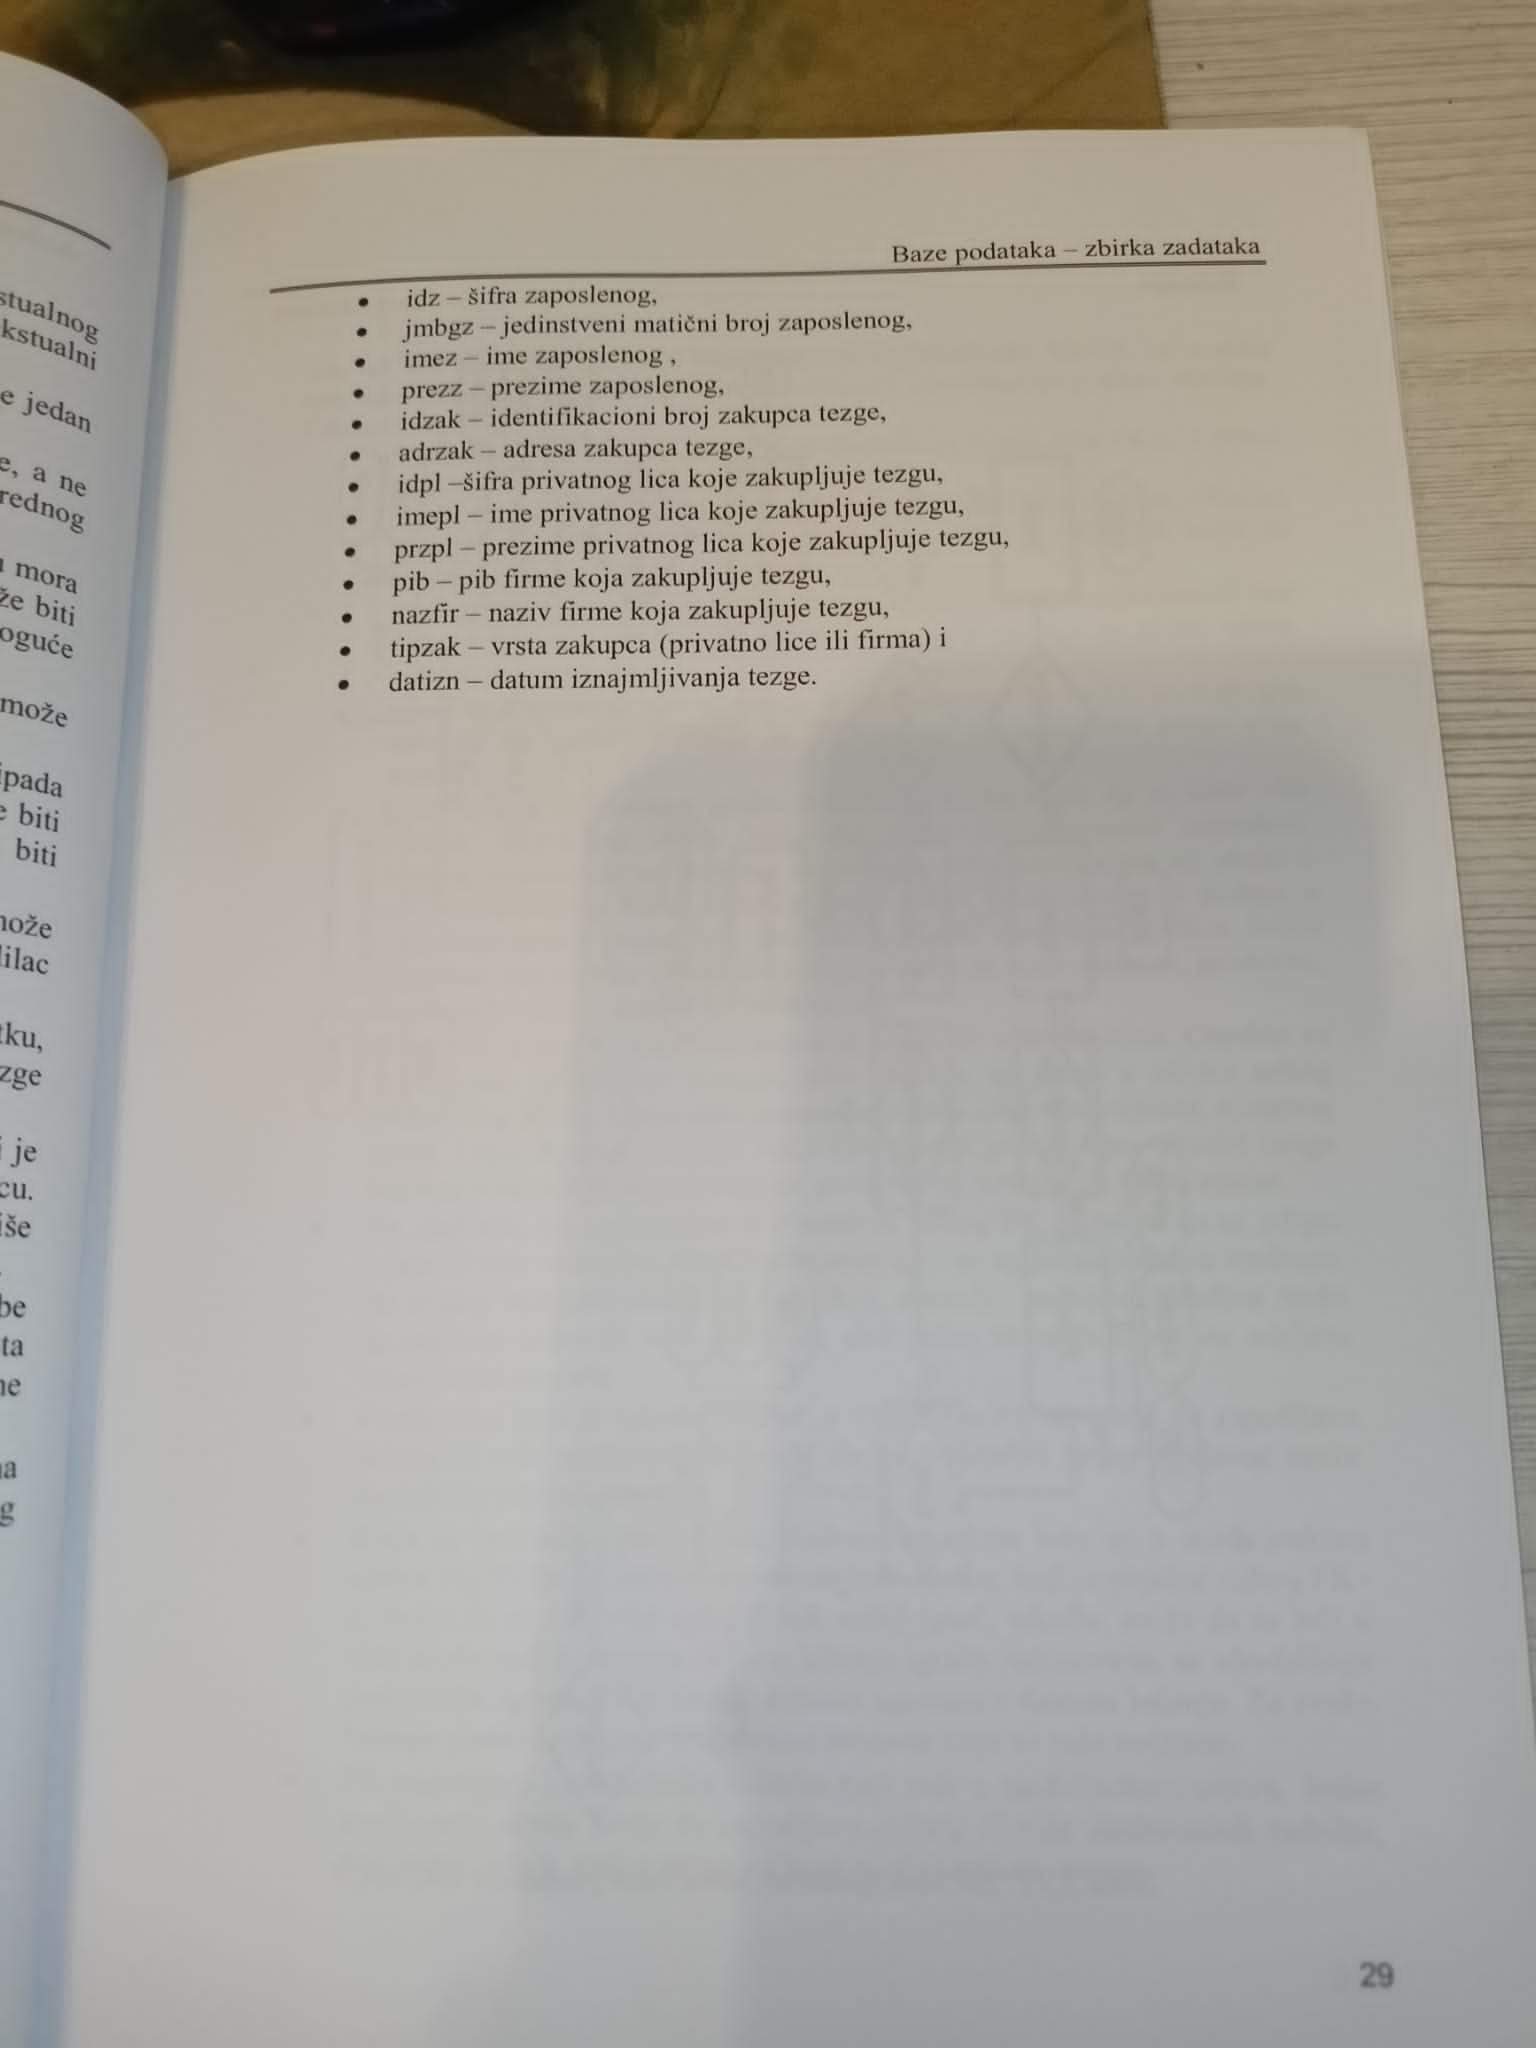 stualnog
kstualni
e jedan
e, a ne
rednog
mora
že biti
oguće
može
ipada
e biti
biti
lilac
tku,
zge
je
cu.
iše
be
ta
ne
g
Baze podataka – zbirka zadataka
• idz – šifra zaposlenog,
• jmbgz – jedinstveni matični broj zaposlenog,
• imez – ime zaposlenog ,
• prezz – prezime zaposlenog,
• idzak – identifikacioni broj zakupca tezge,
• adrzak – adresa zakupca tezge,
• idpl –šifra privatnog lica koje zakupljuje tezgu,
• imepl – ime privatnog lica koje zakupljuje tezgu,
• przpl – prezime privatnog lica koje zakupljuje tezgu,
• pib – pib firme koja zakupljuje tezgu,
• nazfir – naziv firme koja zakupljuje tezgu,
• tipzak – vrsta zakupca (privatno lice ili firma) i
• datizn – datum iznajmljivanja tezge.
29